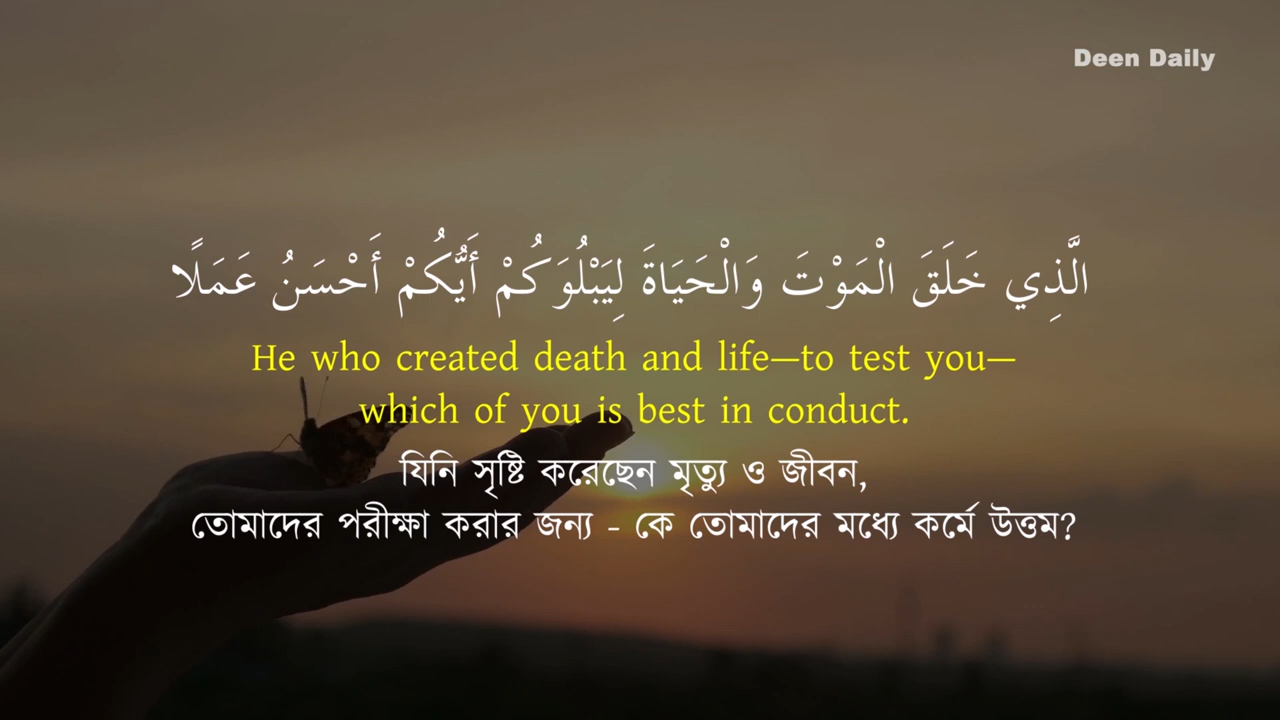 Deen Daily
الَّذِي خَلَقَ الْمَوْتَ وَالْحَيَاةَ لِيَبْلُوَكُمْ أَيُّكُمْ أَحْسَنُ عَمَلًا
He who created death and life—to test you—
which of you is best in conduct.
যিনি সৃষ্টি করেছেন মৃত্যু ও জীবন,
তোমাদের পরীক্ষা করার জন্য - কে তোমাদের মধ্যে কর্মে উত্তম?